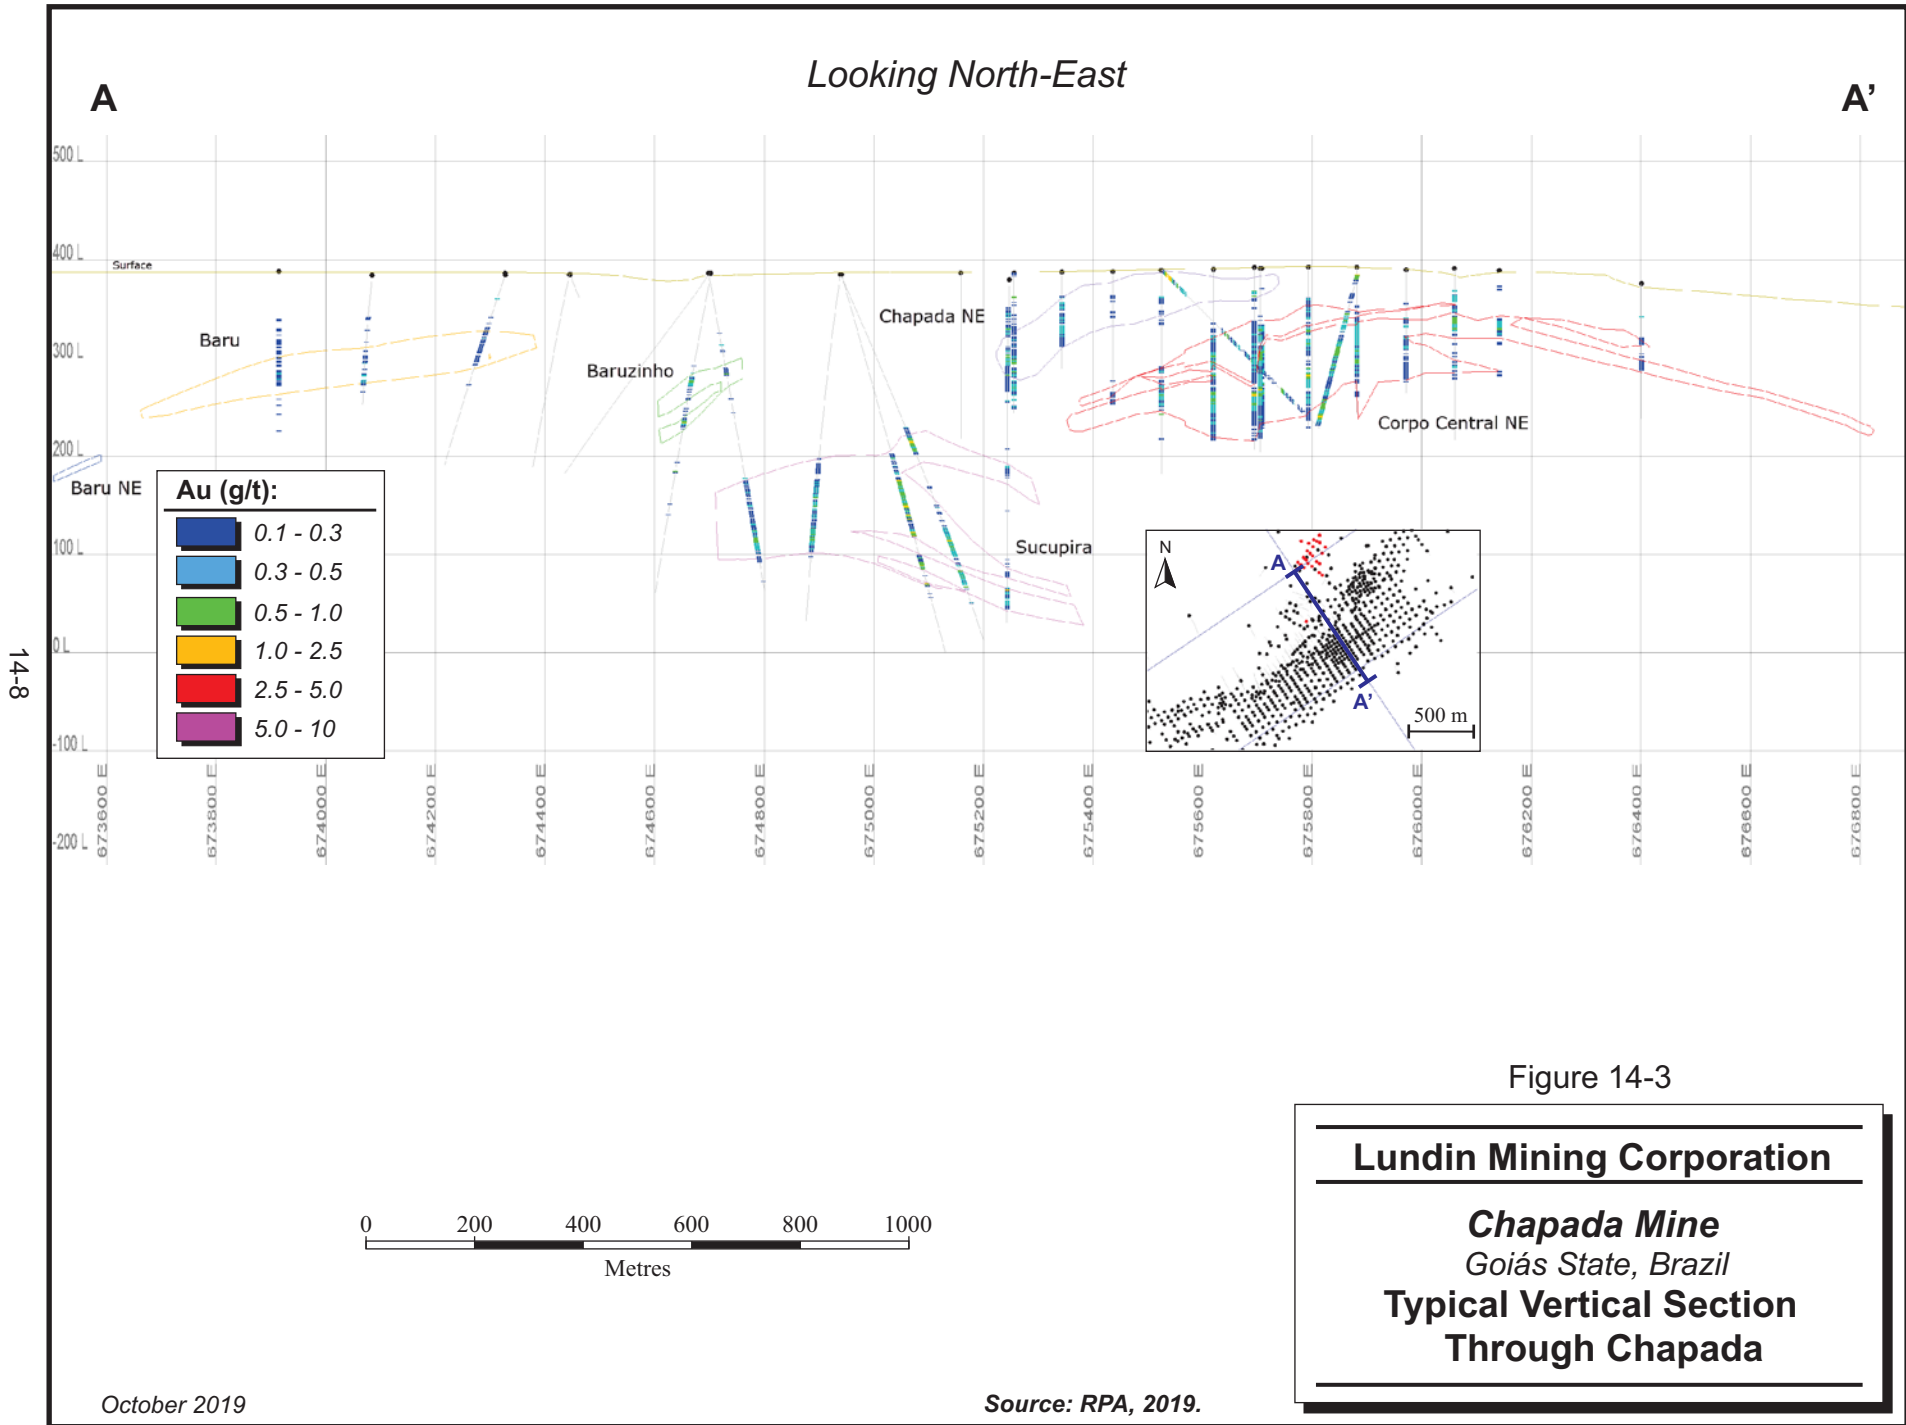 Looking North-East
A
A'
500 L
400 L
300 L
200 L
100 L
0 L
-100 L
-200 L
Surface
Baru
Baruzinho
Chapada NE
Corpo Central NE
Baru NE
Sucupira
Au (g/t):
0.1 - 0.3
0.3 - 0.5
0.5 - 1.0
1.0 - 2.5
2.5 - 5.0
5.0 - 10
N
A
A'
500 m
673600 E
673800 E
674000 E
674200 E
674400 E
674600 E
674800 E
675000 E
675200 E
675400 E
675600 E
675800 E
676000 E
676200 E
676400 E
676600 E
676800 E
14-8
0 200 400 600 800 1000
Metres
Figure 14-3
Lundin Mining Corporation
Chapada Mine
Goiás State, Brazil
Typical Vertical Section
Through Chapada
October 2019
Source: RPA, 2019.